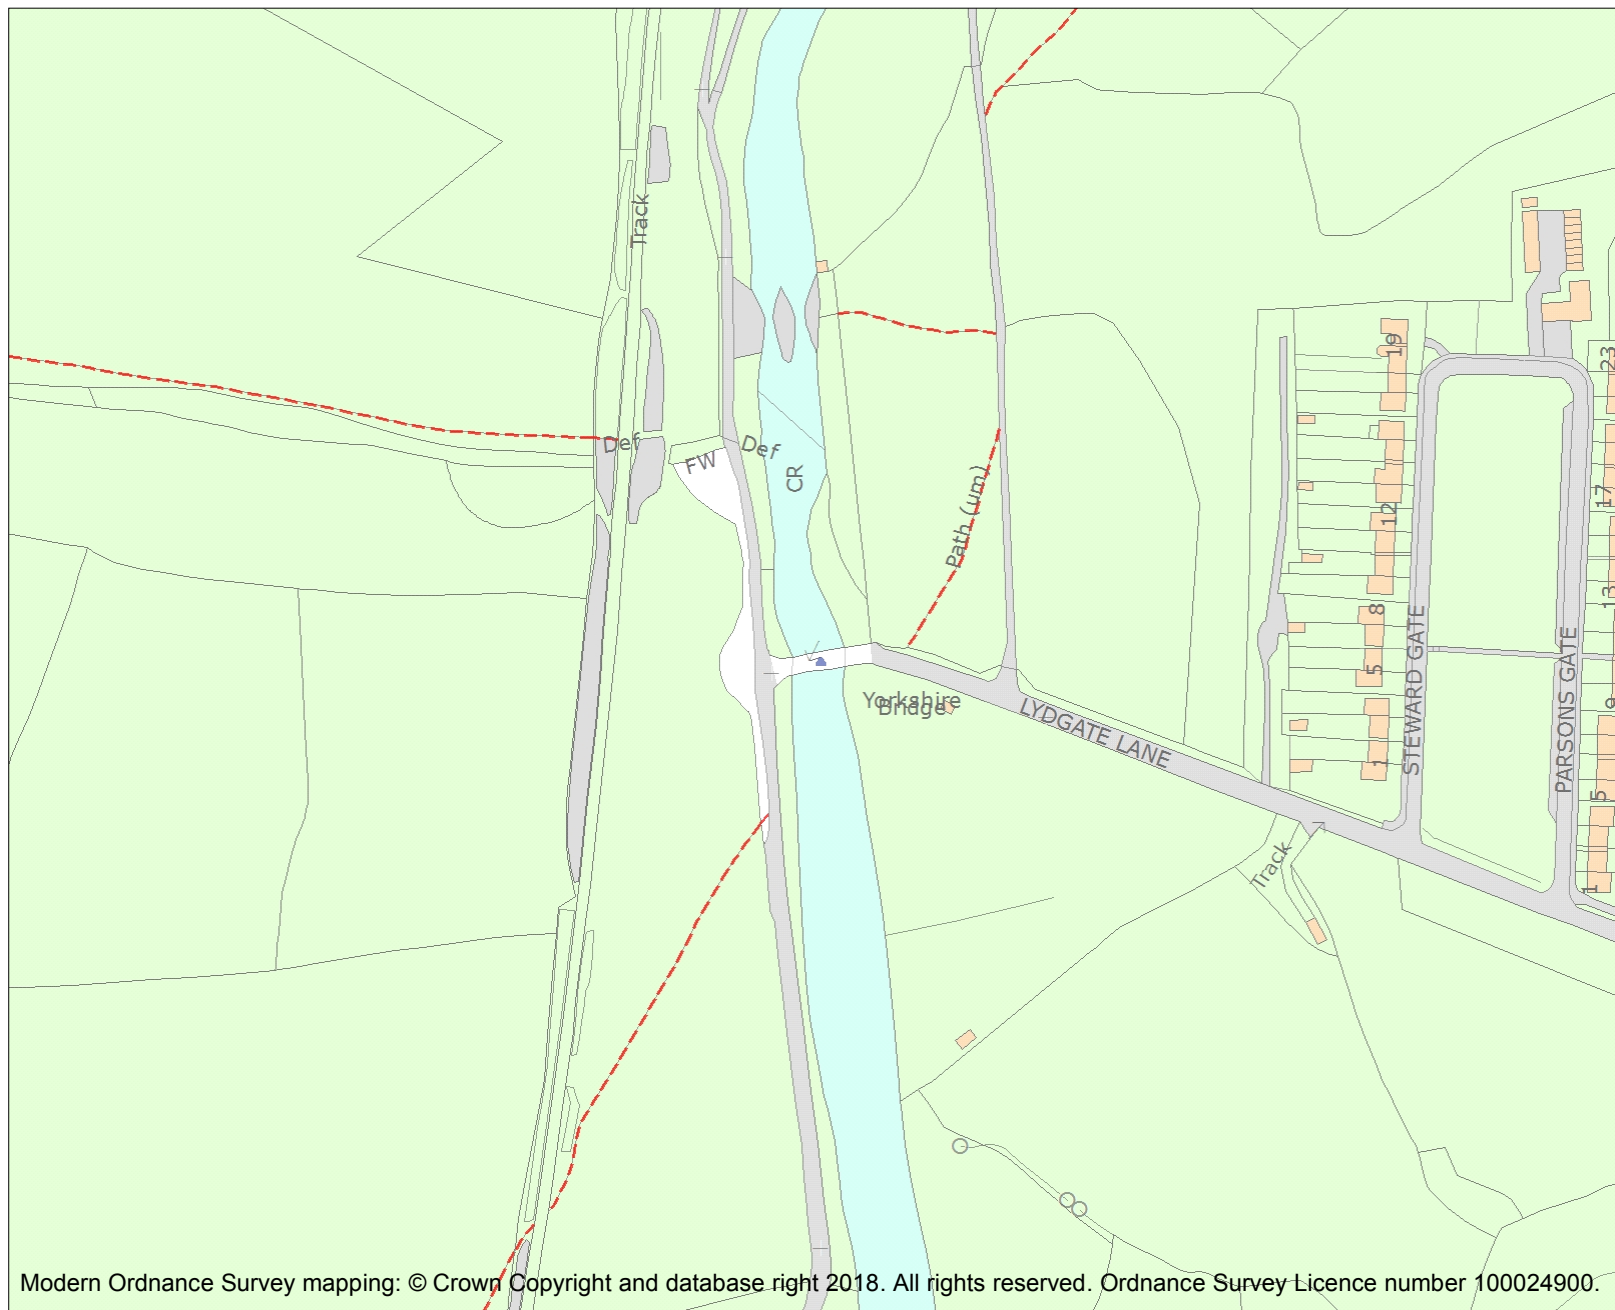 Track
19
23
Def
FW
Def
CR
Path (um)
17
12
13
8
5
STEWARD GATE
PARSONS GATE
Yorkshire
Bridge
LYDGATE LANE
9
1
5
Track
1
Modern Ordnance Survey mapping: © Crown Copyright and database right 2018. All rights reserved. Ordnance Survey Licence number 100024900.